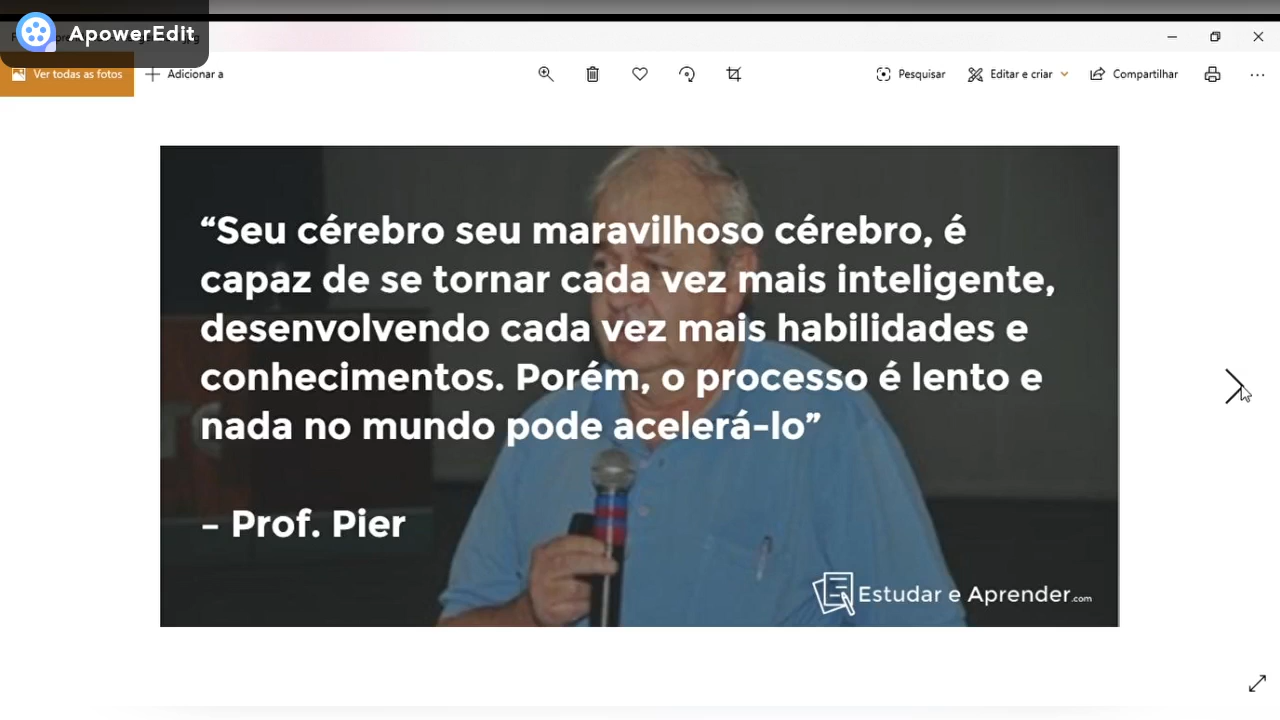 ApowerEdit
Ver todas as fotos
Adicionar a
Pesquisar
Editar e criar
Compartilhar
“Seu cérebro seu maravilhoso cérebro, é
capaz de se tornar cada vez mais inteligente,
desenvolvendo cada vez mais habilidades e
conhecimentos. Porém, o processo é lento e
nada no mundo pode acelerá-lo”
– Prof. Pier
Estudar e Aprender.com